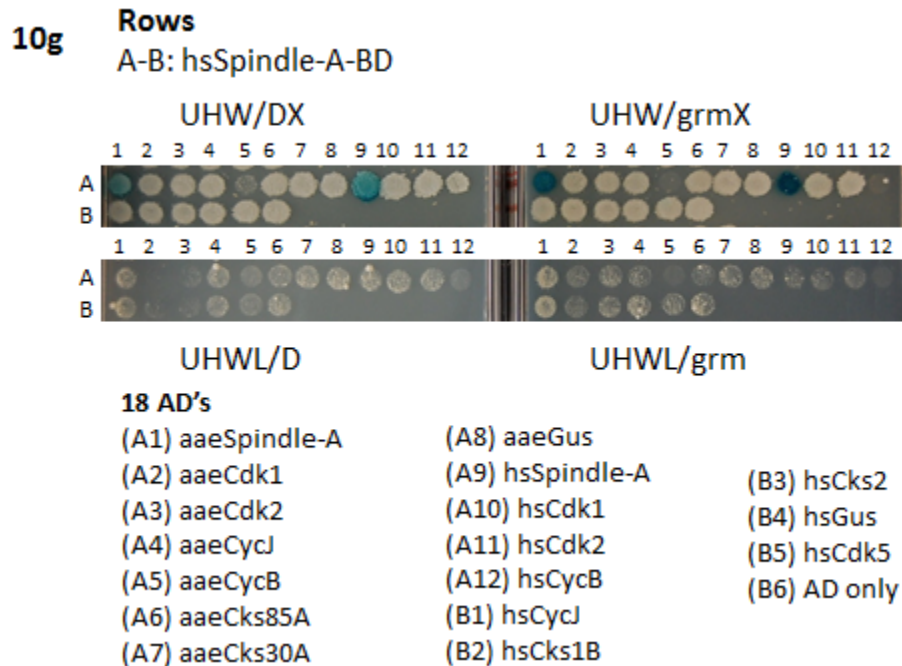 10g
Rows
A-B: hsSpindle-A-BD
UHW/DX UHW/grmX
1 2 3 4 5 6 7 8 9 10 11 12 1 2 3 4 5 6 7 8 9 10 11 12
A
B
1 2 3 4 5 6 7 8 9 10 11 12 1 2 3 4 5 6 7 8 9 10 11 12
A
B
UHWL/D UHWL/grm
18 AD's
(A1) aaeSpindle-A
(A2) aaeCdk1
(A3) aaeCdk2
(A4) aaeCycJ
(A5) aaeCycB
(A6) aaeCks85A
(A7) aaeCks30A
(A8) aaeGus
(A9) hsSpindle-A
(A10) hsCdk1
(A11) hsCdk2
(A12) hsCycB
(B1) hsCycJ
(B2) hsCks1B
(B3) hsCks2
(B4) hsGus
(B5) hsCdk5
(B6) AD only